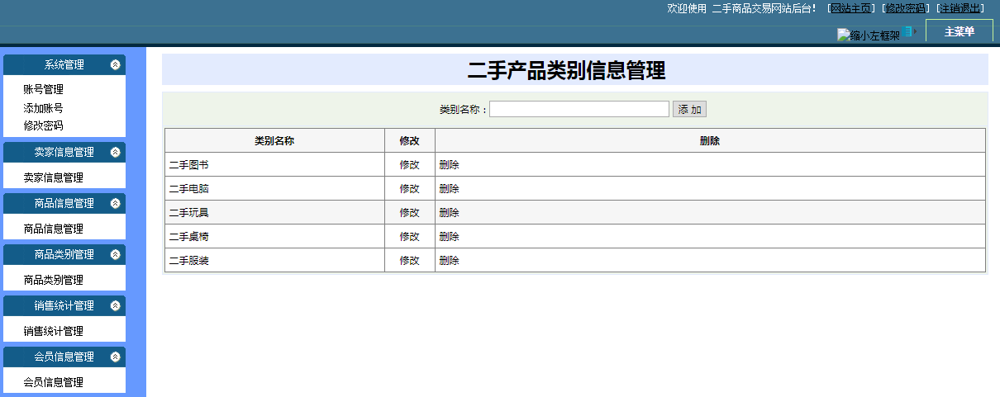 欢迎使用 二手商品交易网站后台! [网站主页] [修改密码] [注销退出]
缩小左框架 主菜单
系统管理
账号管理
添加账号
修改密码
卖家信息管理
卖家信息管理
商品信息管理
商品信息管理
商品类别管理
商品类别管理
销售统计管理
销售统计管理
会员信息管理
会员信息管理
二手产品类别信息管理
类别名称: 添 加
类别名称 修改 删除
二手图书 修改 删除
二手电脑 修改 删除
二手玩具 修改 删除
二手桌椅 修改 删除
二手服装 修改 删除